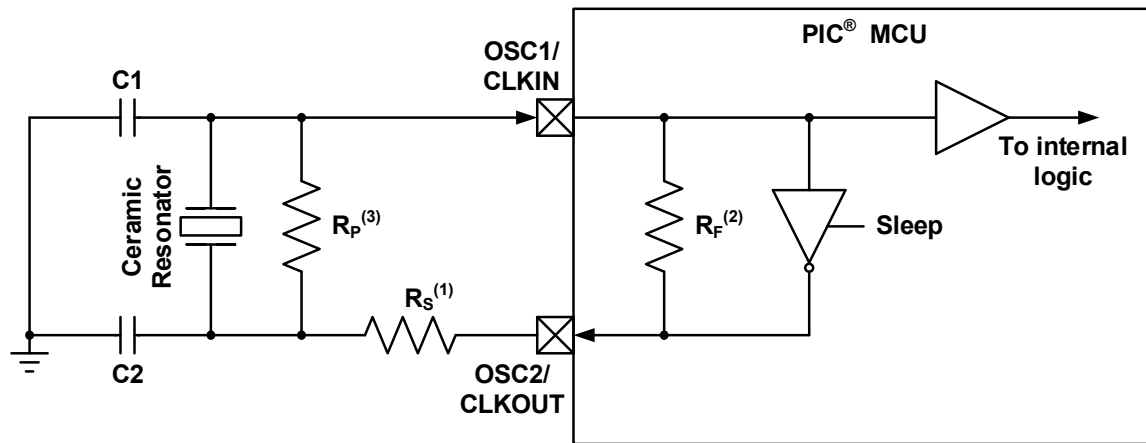 PIC® MCU
OSC1/
CLKIN
C1
To internal
logic
Ceramic
Resonator
RP(3)
RF(2)
Sleep
RS(1)
C2
OSC2/
CLKOUT